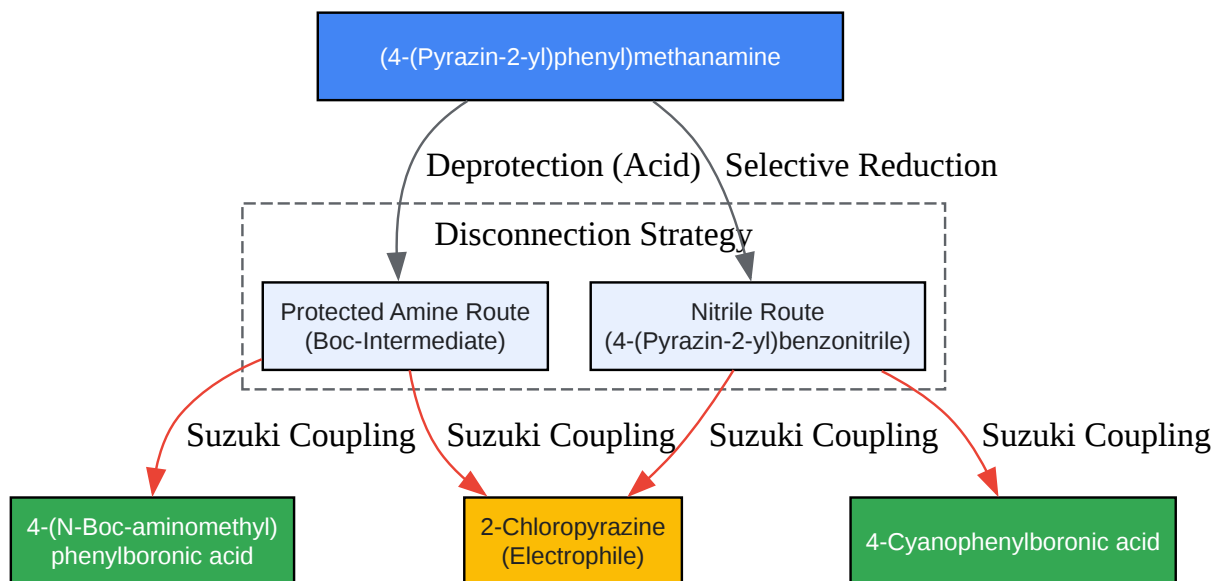 (4-(Pyrazin-2-yl)phenyl)methanamine
Deprotection (Acid)
Selective Reduction
Disconnection Strategy
Protected Amine Route
(Boc-Intermediate)
Nitrile Route
(4-(Pyrazin-2-yl)benzonitrile)
Suzuki Coupling
Suzuki Coupling
Suzuki Coupling
Suzuki Coupling
4-(N-Boc-aminomethyl)
phenylboronic acid
2-Chloropyrazine
(Electrophile)
4-Cyanophenylboronic acid